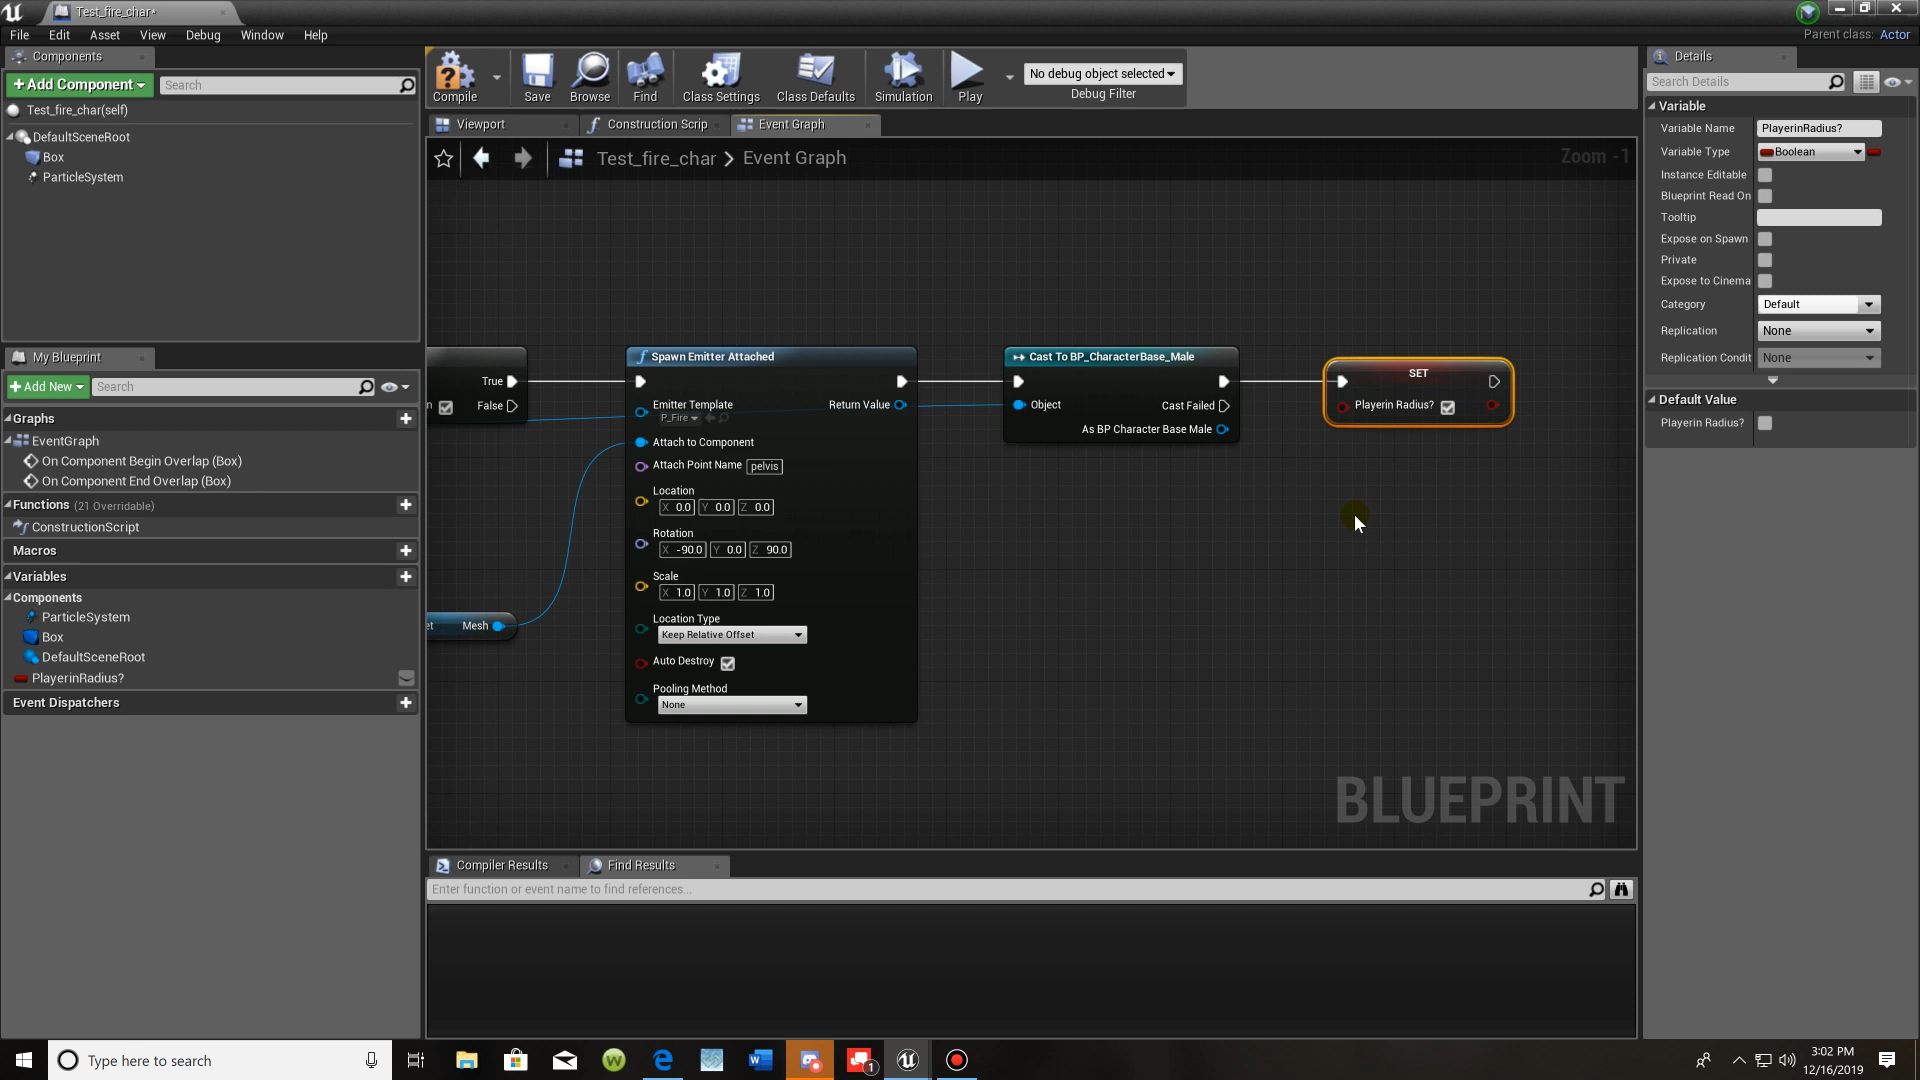 Test_fire_char*
File Edit Asset View Debug Window Help
Parent class: Actor
Components
+Add Component
Search
Test_fire_char(self)
DefaultSceneRoot
Box
ParticleSystem
Compile
Save
Browse
Find
Class Settings
Class Defaults
Simulation
Play
No debug object selected
Debug Filter
Viewport
Construction Scrip
Event Graph
Test_fire_char > Event Graph
Zoom -1
My Blueprint
+Add New
Search
Graphs
EventGraph
On Component Begin Overlap (Box)
On Component End Overlap (Box)
Functions (21 Overridable)
ConstructionScript
Macros
Variables
Components
ParticleSystem
Box
DefaultSceneRoot
PlayerinRadius?
Event Dispatchers
True
n False
et Mesh
Spawn Emitter Attached
Emitter Template
P_Fire
Return Value
Attach to Component
Attach Point Name pelvis
Location
X 0.0 Y 0.0 Z 0.0
Rotation
X -90.0 Y 0.0 Z 90.0
Scale
X 1.0 Y 1.0 Z 1.0
Location Type
Keep Relative Offset
Auto Destroy
Pooling Method
None
Cast To BP_CharacterBase_Male
Object
Cast Failed
As BP Character Base Male
SET
Playerin Radius?
BLUEPRINT
Compiler Results
Find Results
Enter function or event name to find references...
Details
Search Details
Variable
Variable Name PlayerinRadius?
Variable Type Boolean
Instance Editable
Blueprint Read On
Tooltip
Expose on Spawn
Private
Expose to Cinema
Category Default
Replication None
Replication Condit None
Default Value
Playerin Radius?
Type here to search
1
3:02 PM
12/16/2019